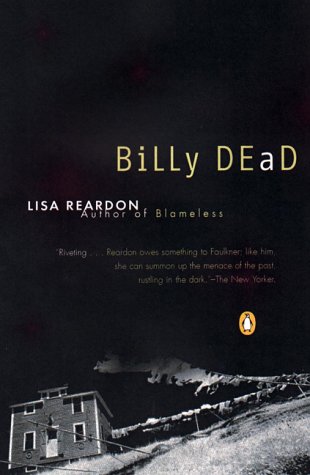 BiLLy DEaD
LISA REARDON
Author of Blameless
"Riveting . . . Reardon owes something to Faulkner; like him,
she can summon up the menace of the past,
rustling in the dark."–The New Yorker.